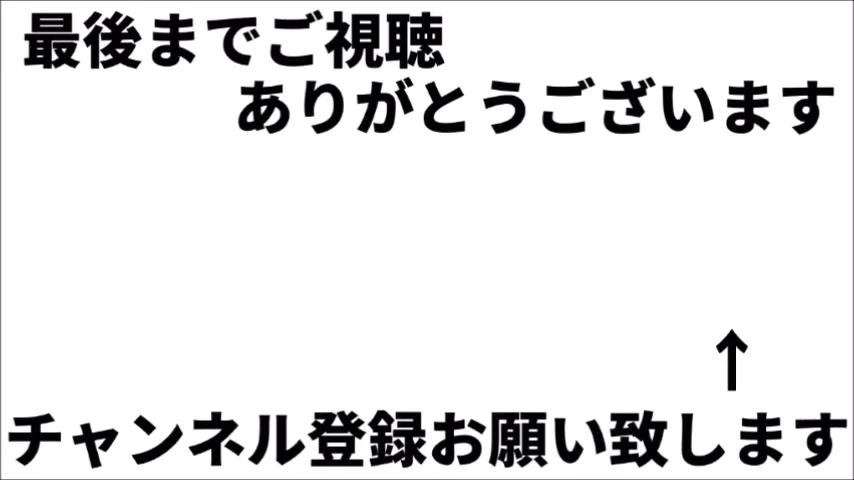 最後までご視聴
ありがとうございます
↑
チャンネル登録お願い致します